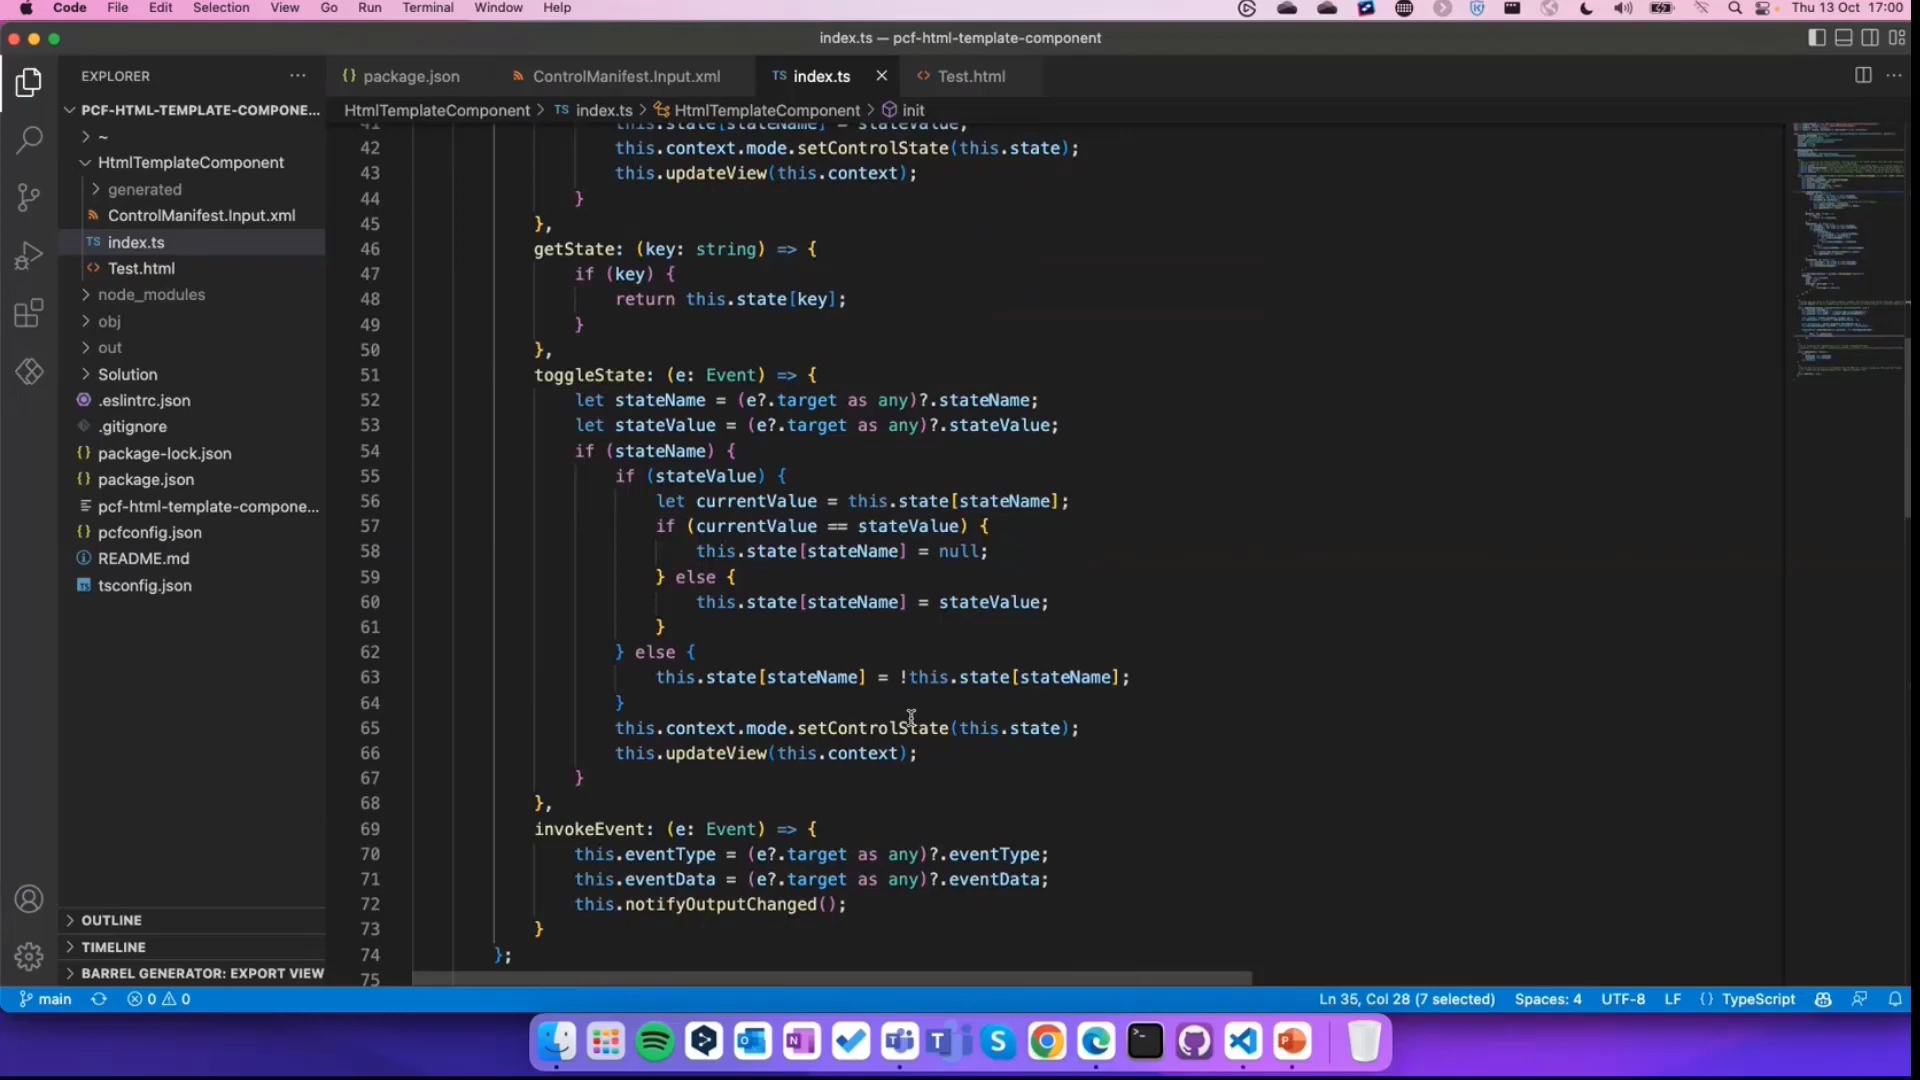 Code File Edit Selection View Go Run Terminal Window Help
Thu 13 Oct 17:00
index.ts — pcf-html-template-component
EXPLORER
package.json
ControlManifest.Input.xml
TS index.ts
Test.html
PCF-HTML-TEMPLATE-COMPONE...
HtmlTemplateComponent > TS index.ts > HtmlTemplateComponent > init
~
HtmlTemplateComponent
generated
ControlManifest.Input.xml
TS index.ts
Test.html
node_modules
obj
out
Solution
.eslintrc.json
.gitignore
package-lock.json
package.json
pcf-html-template-compone...
pcfconfig.json
README.md
tsconfig.json
OUTLINE
TIMELINE
BARREL GENERATOR: EXPORT VIEW
41 this.state[stateName] = stateValue;
42 this.context.mode.setControlState(this.state);
43 this.updateView(this.context);
44 }
45 },
46 getState: (key: string) => {
47 if (key) {
48 return this.state[key];
49 }
50 },
51 toggleState: (e: Event) => {
52 let stateName = (e?.target as any)?.stateName;
53 let stateValue = (e?.target as any)?.stateValue;
54 if (stateName) {
55 if (stateValue) {
56 let currentValue = this.state[stateName];
57 if (currentValue == stateValue) {
58 this.state[stateName] = null;
59 } else {
60 this.state[stateName] = stateValue;
61 }
62 } else {
63 this.state[stateName] = !this.state[stateName];
64 }
65 this.context.mode.setControlState(this.state);
66 this.updateView(this.context);
67 }
68 },
69 invokeEvent: (e: Event) => {
70 this.eventType = (e?.target as any)?.eventType;
71 this.eventData = (e?.target as any)?.eventData;
72 this.notifyOutputChanged();
73 }
74 };
75
main 0 0
Ln 35, Col 28 (7 selected) Spaces: 4 UTF-8 LF {} TypeScript